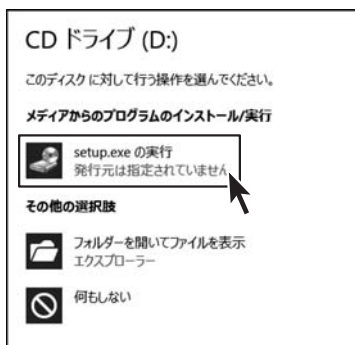 CD ドライブ (D:)
このディスクに対して行う操作を選んでください。
メディアからのプログラムのインストール/実行
setup.exe の実行
発行元は指定されていません
その他の選択肢
フォルダーを開いてファイルを表示
エクスプローラー
何もしない